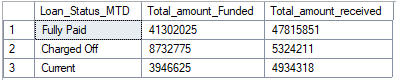 Loan_Status_MTD Total_amount_Funded Total_amount_received
1 Fully Paid 41302025 47815851
2 Charged Off 8732775 5324211
3 Current 3946625 4934318